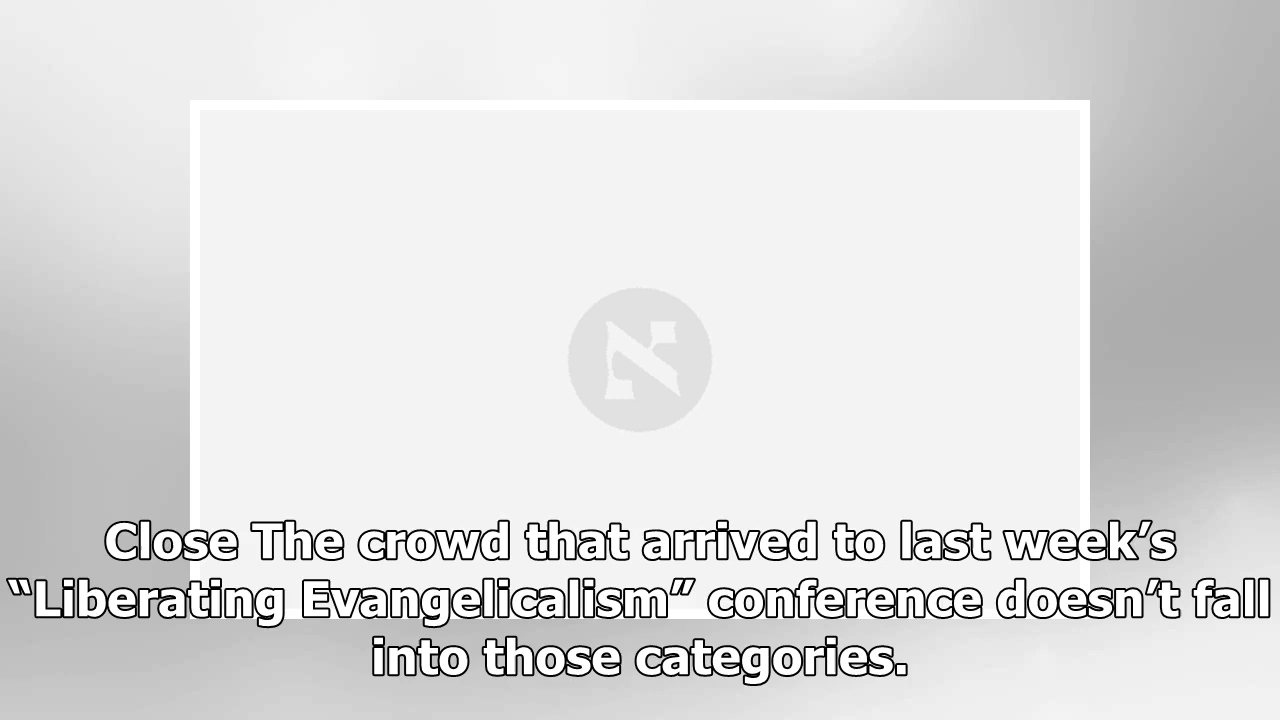 א
Close The crowd that arrived to last week’s
“Liberating Evangelicalism” conference doesn’t fall
into those categories.